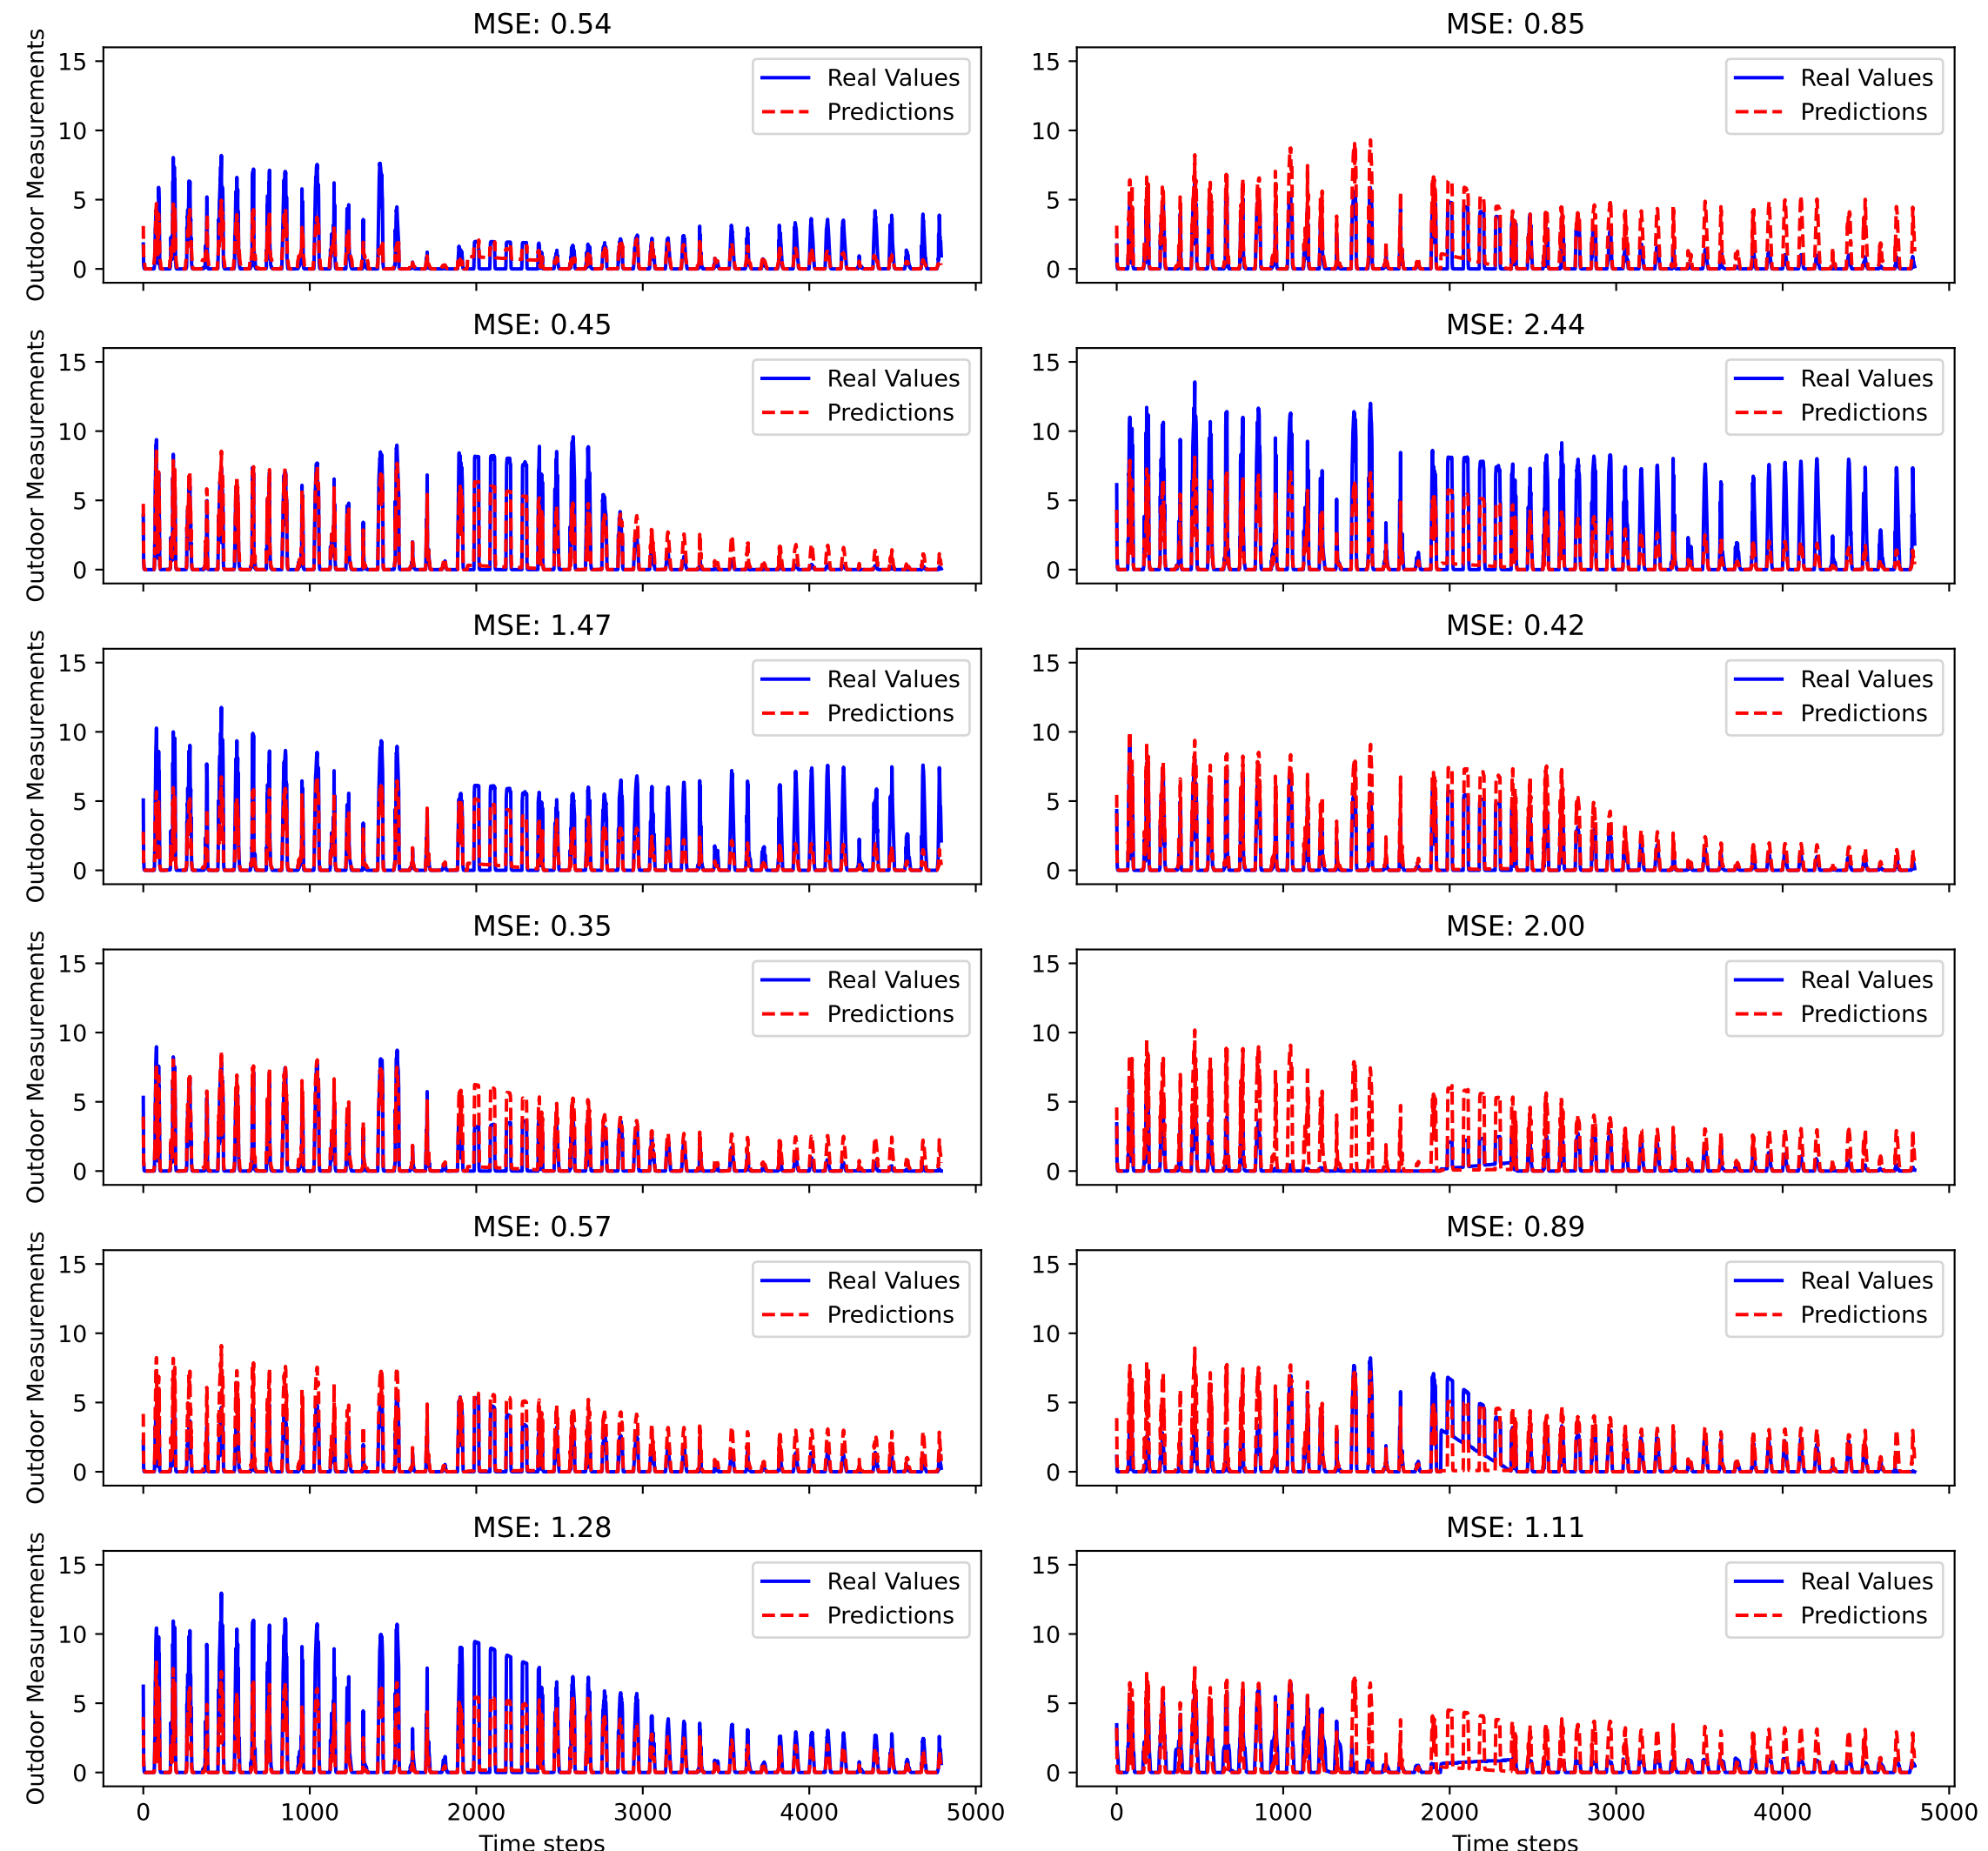 MSE: 0.54
Outdoor Measurements
15
10
5
0
Real Values
Predictions
MSE: 0.85
15
10
5
0
Real Values
Predictions
MSE: 0.45
Outdoor Measurements
15
10
5
0
Real Values
Predictions
MSE: 2.44
15
10
5
0
Real Values
Predictions
MSE: 1.47
Outdoor Measurements
15
10
5
0
Real Values
Predictions
MSE: 0.42
15
10
5
0
Real Values
Predictions
MSE: 0.35
Outdoor Measurements
15
10
5
0
Real Values
Predictions
MSE: 2.00
15
10
5
0
Real Values
Predictions
MSE: 0.57
Outdoor Measurements
15
10
5
0
Real Values
Predictions
MSE: 0.89
15
10
5
0
Real Values
Predictions
MSE: 1.28
Outdoor Measurements
15
10
5
0
Real Values
Predictions
0 1000 2000 3000 4000 5000
Time steps
MSE: 1.11
15
10
5
0
Real Values
Predictions
0 1000 2000 3000 4000 5000
Time steps